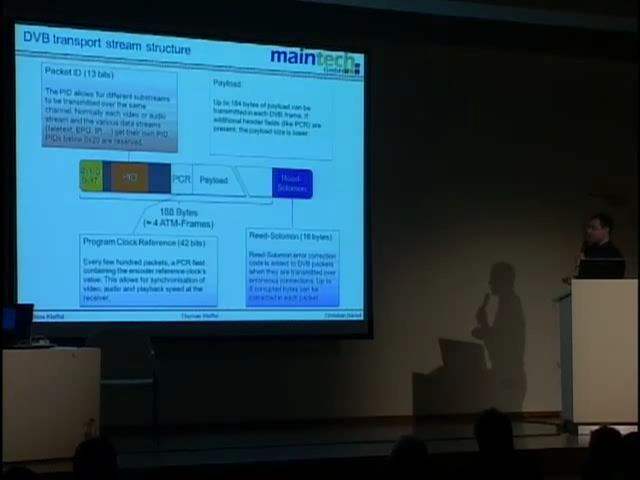 DVB transport stream structure
maintech
GmbH
Packet ID (13 bits)
The PID allows for different substreams
to be transmitted over the same
channel. Normally each video or audio
stream and the various data streams
(teletext, EPG, IP, ...) get their own PID.
PIDs below 0x20 are reserved.
Payload
Up to 184 bytes of payload can be
transmitted in each DVB frame. If
additional header fields (like PCR) are
present, the payload size is lower.
PID
PCR
Payload
Reed-
Solomon
188 Bytes
(= 4 ATM-Frames)
Program Clock Reference (42 bits)
Every few hundred packets, a PCR field
containing the encoder reference clock's
value. This allows for synchronisation of
video, audio and playback speed at the
receiver.
Reed-Solomon (16 bytes)
Reed-Solomon error correction
code is added to DVB packets
when they are transmitted over
erroneous connections. Up to
8 corrupted bytes can be
corrected in each packet.
Thomas Kleffel
Christian Daniel